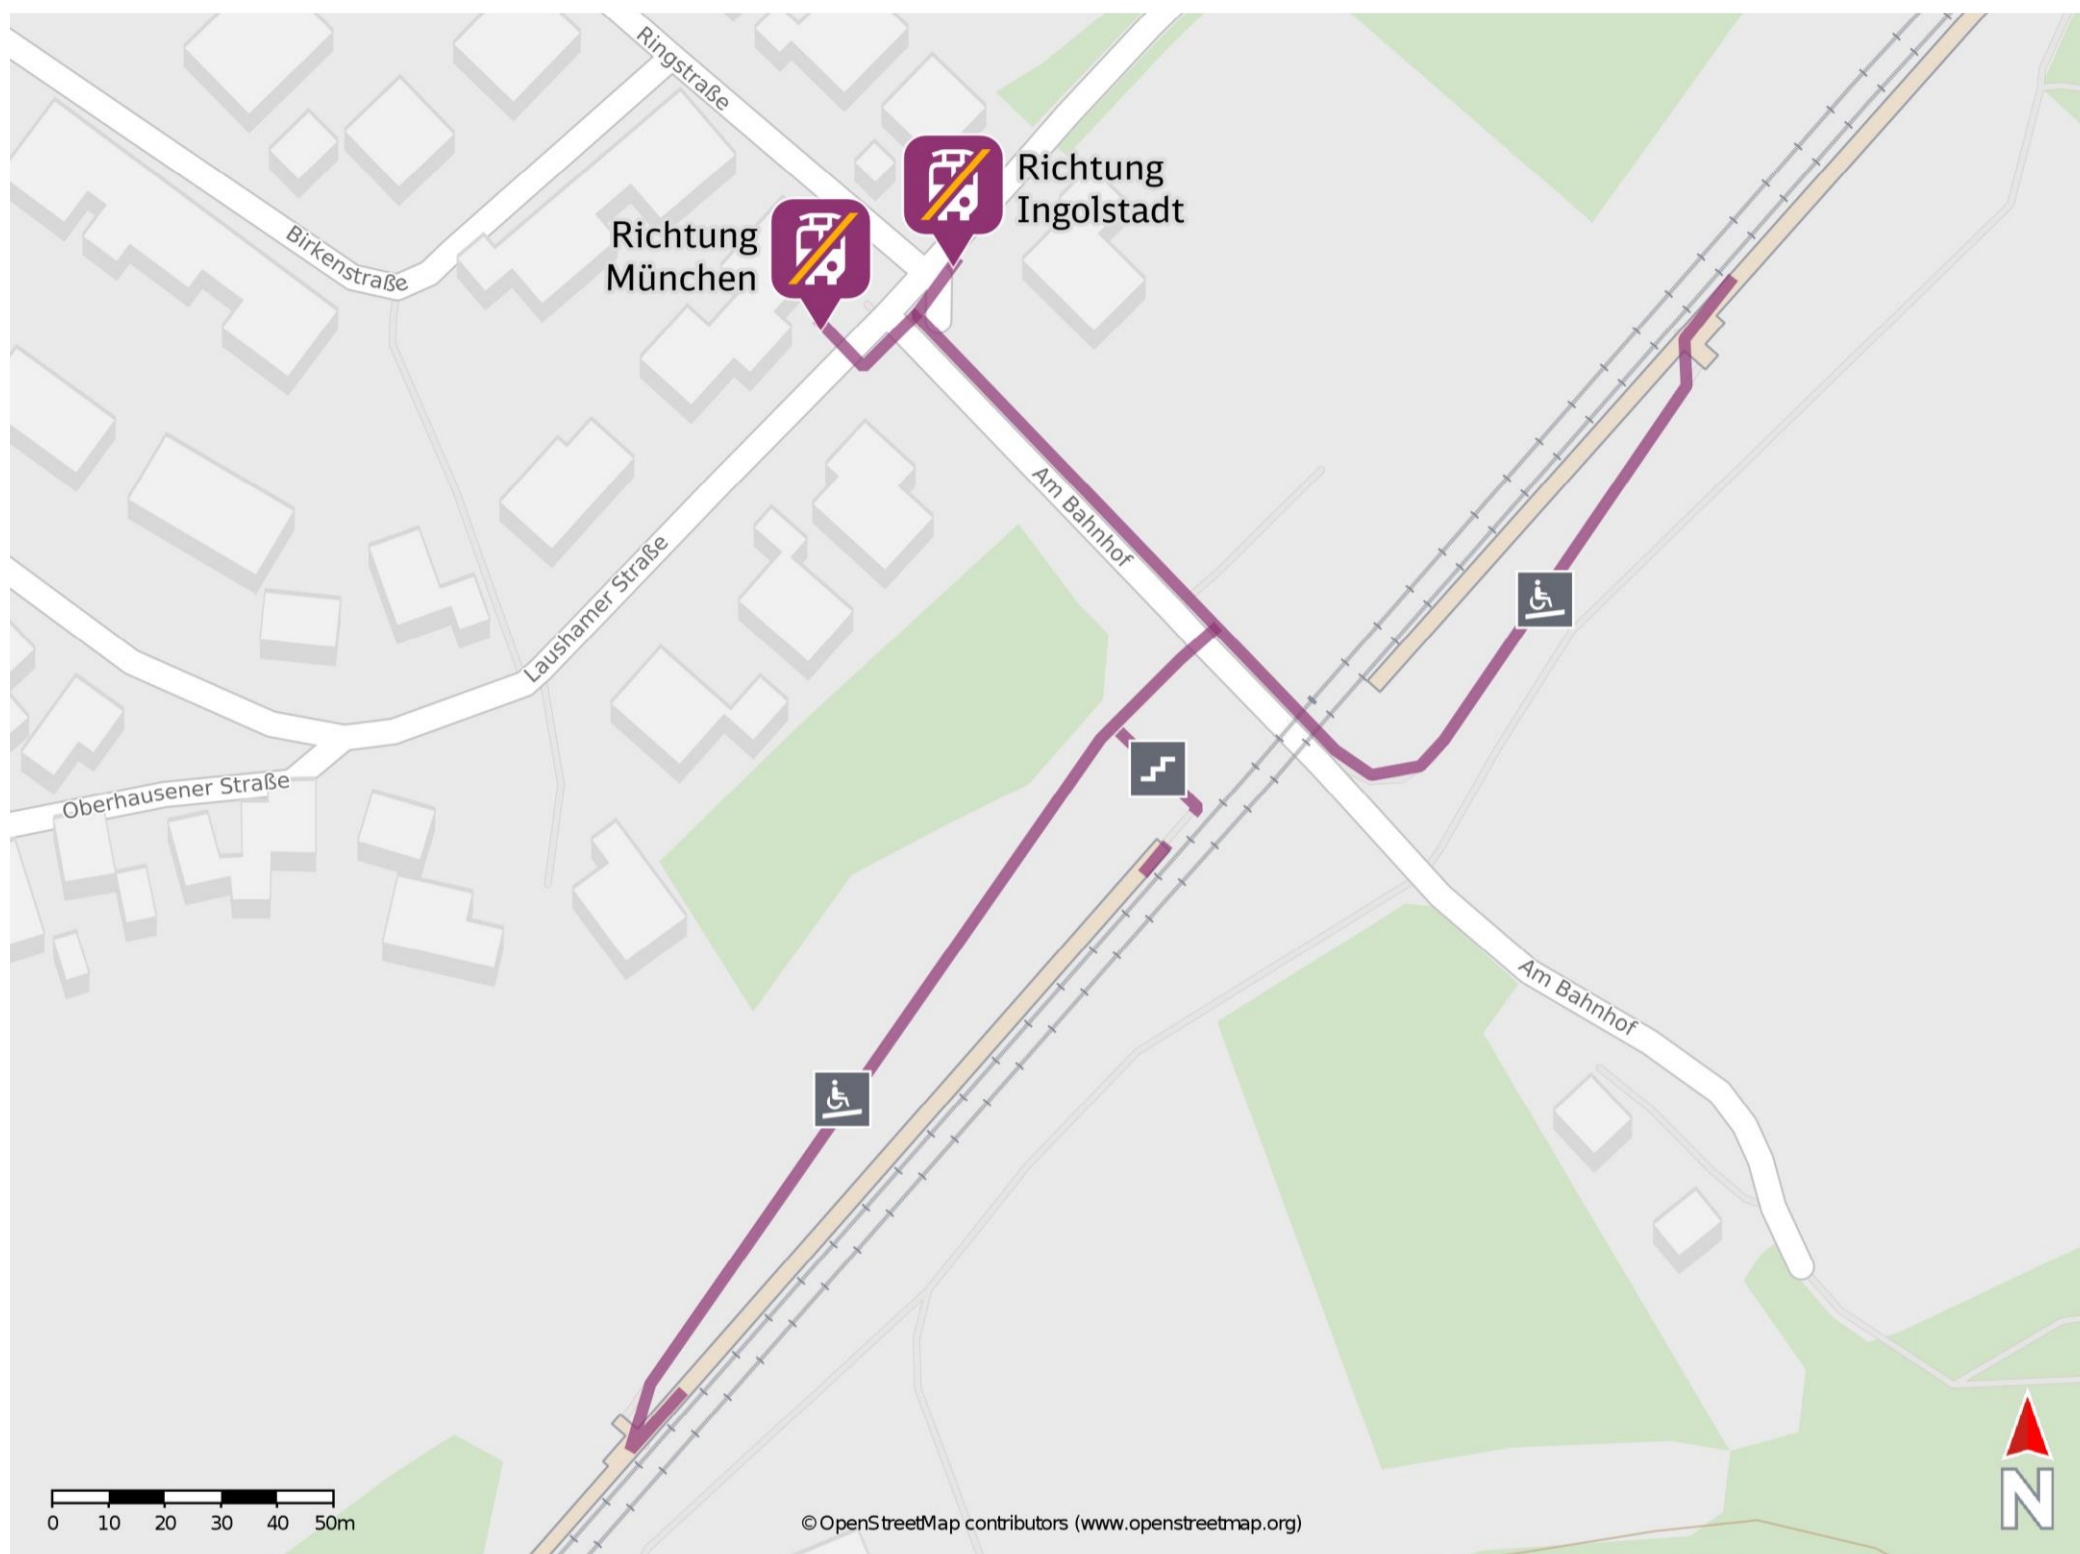 Ringstraße
Richtung
Ingolstadt
Richtung
München
Birkenstraße
Am Bahnhof
Laushamer Straße
Oberhausener Straße
Am Bahnhof
0 10 20 30 40 50m
© OpenStreetMap contributors (www.openstreetmap.org)
N